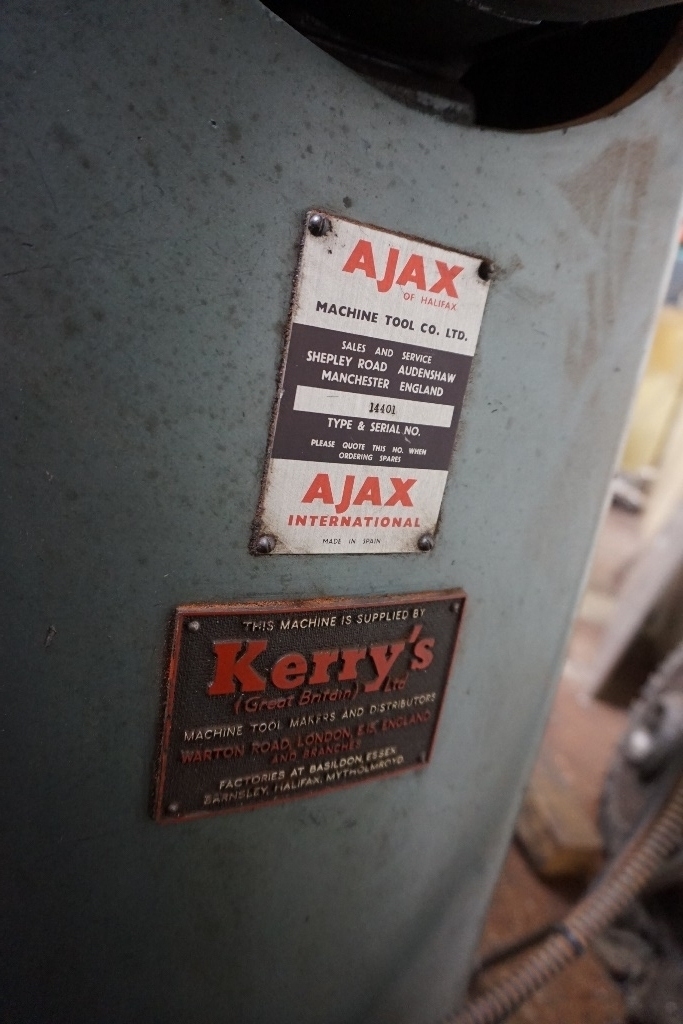 AJAX
OF HALIFAX
MACHINE TOOL CO. LTD.
SALES AND SERVICE
SHEPLEY ROAD AUDENSHAW
MANCHESTER ENGLAND
14401
TYPE & SERIAL NO.
PLEASE QUOTE THIS NO. WHEN
ORDERING SPARES
AJAX
INTERNATIONAL
MADE IN SPAIN
THIS MACHINE IS SUPPLIED BY
Kerry's
(Great Britain) Ltd
MACHINE TOOL MAKERS AND DISTRIBUTORS
WARTON ROAD, LONDON, E.15, ENGLAND
AND BRANCHES
FACTORIES AT BASILDON, ESSEX
BARNSLEY, HALIFAX, MYTHOLMROYD